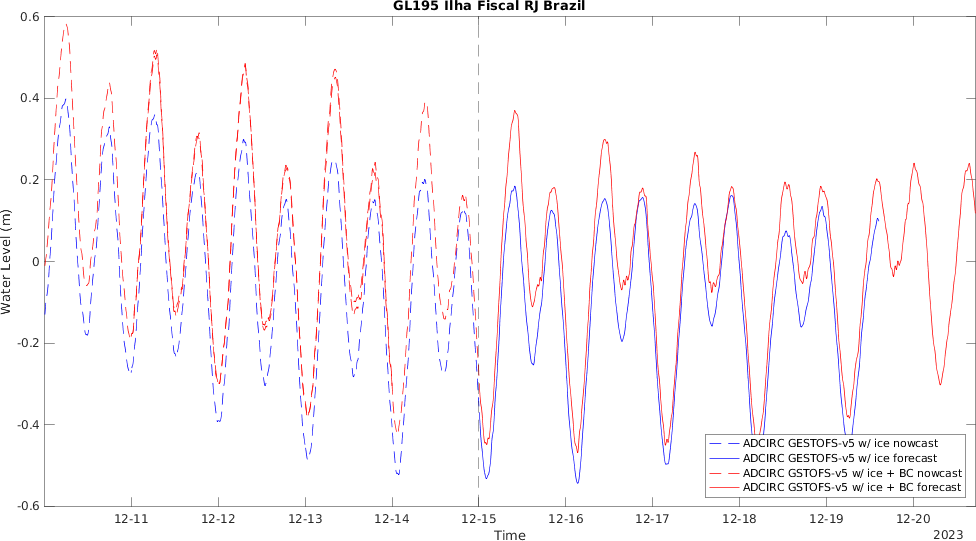 GL195 Ilha Fiscal RJ Brazil
Water Level (m)
0.6
0.4
0.2
0
-0.2
-0.4
-0.6
ADCIRC GESTOFS-v5 w/ ice nowcast
ADCIRC GESTOFS-v5 w/ ice forecast
ADCIRC GSTOFS-v5 w/ ice + BC nowcast
ADCIRC GSTOFS-v5 w/ ice + BC forecast
12-11 12-12 12-13 12-14 12-15 12-16 12-17 12-18 12-19 12-20
Time
2023